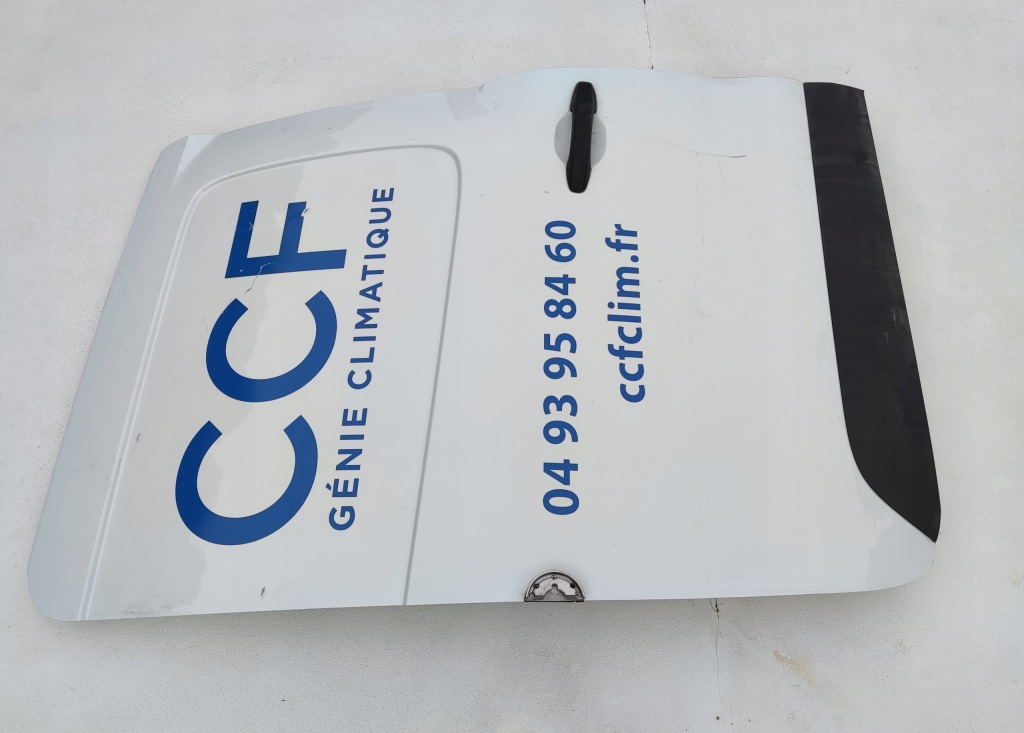 CCF
GÉNIE CLIMATIQUE
04 93 95 84 60
ccfclim.fr